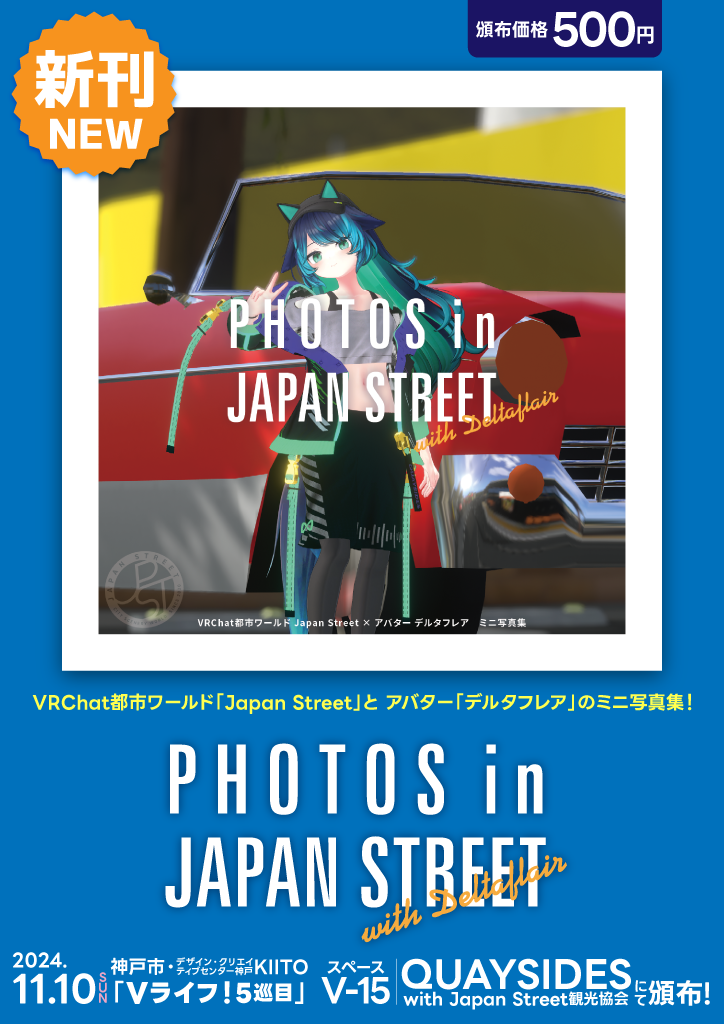 頒布価格500円
新刊
NEW
PHOTOS in
JAPAN STREET
with Deltaflair
JAPAN STREET
JPST
VRChat都市ワールド Japan Street × アバター デルタフレア ミニ写真集
VRChat都市ワールド「Japan Street」と アバター「デルタフレア」のミニ写真集!
PHOTOS in
JAPAN STREET
with Deltaflair
2024.
11.10 SUN
神戸市・デザイン・クリエイティブセンター神戸KIITO
「Vライフ!5巡目」
スペース
V-15
QUAYSIDES
with Japan Street観光協会
にて頒布!